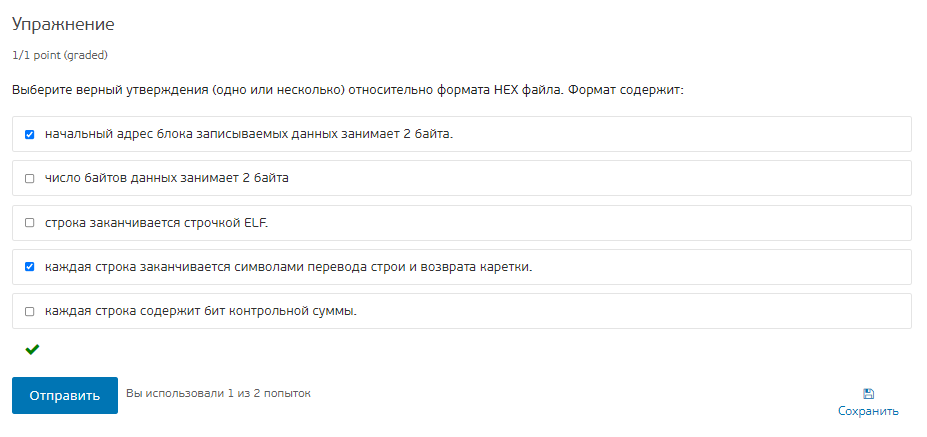 Упражнение
1/1 point (graded)
Выберите верный утверждения (одно или несколько) относительно формата HEX файла. Формат содержит:
начальный адрес блока записываемых данных занимает 2 байта.
число байтов данных занимает 2 байта
строка заканчивается строчкой ELF.
каждая строка заканчивается символами перевода строи и возврата каретки.
каждая строка содержит бит контрольной суммы.
Отправить
Вы использовали 1 из 2 попыток
Сохранить